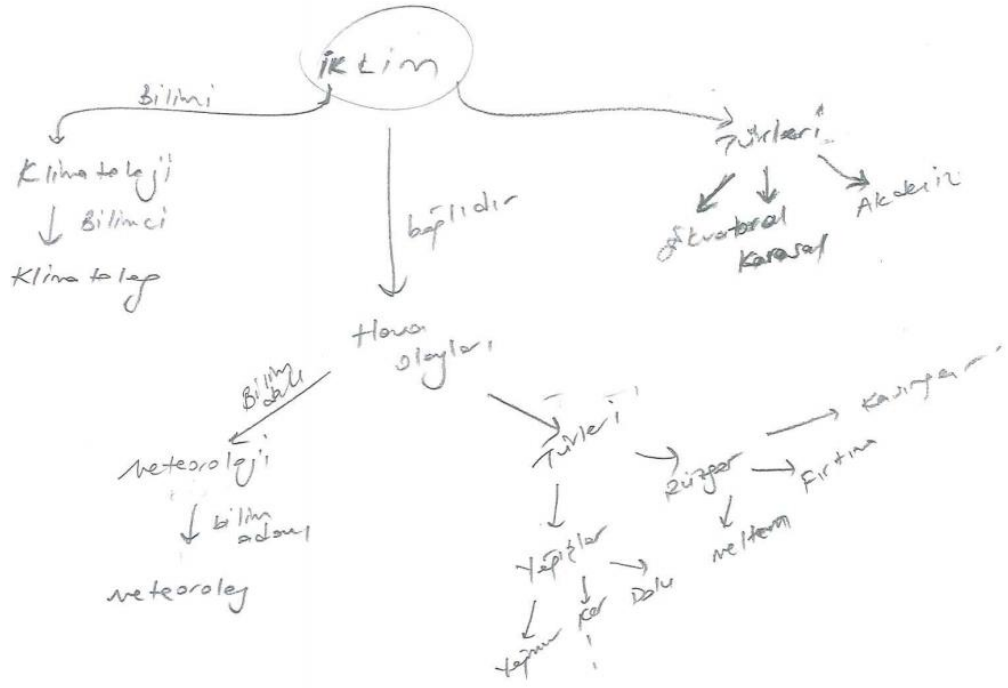 iklim
Bilimi
Klimatoloji
Bilimci
Klimatolog
bağlıdır
Türleri
Ekvatoral
Karasal
Akdeniz
Hava
olayları
Bilim
dalı
meteoroloji
bilim
adamı
meteorolog
Türleri
Rüzgar
Kasırga
Fırtına
meltem
Yağışlar
Yağmur
Kar
Dolu